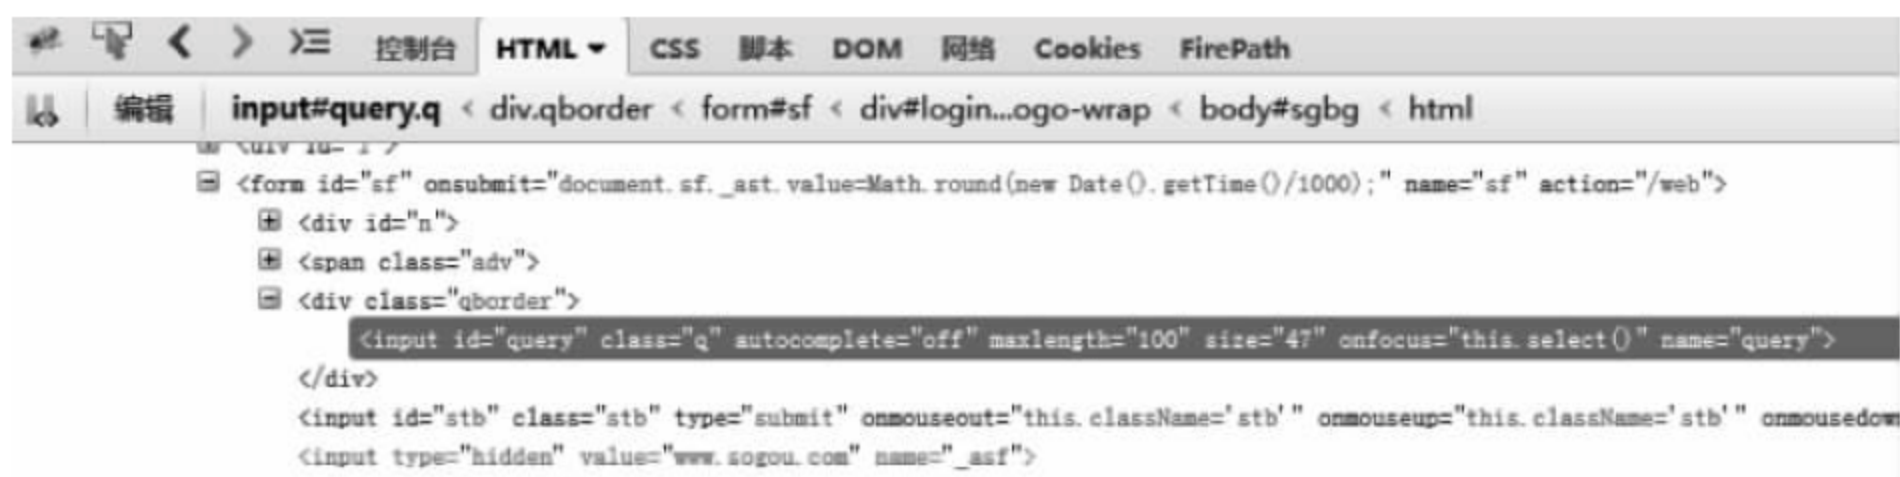 控制台 HTML CSS 脚本 DOM 网络 Cookies FirePath
编辑 input#query.q < div.qborder < form#sf < div#login...ogo-wrap < body#sgbg < html
<div id=
<form id="sf" onsubmit="document.sf._ast.value=Math.round(new Date().getTime()/1000);" name="sf" action="/web">
<div id="n">
<span class="adv">
<div class="qborder">
<input id="query" class="q" autocomplete="off" maxlength="100" size="47" onfocus="this.select()" name="query">
</div>
<input id="stb" class="stb" type="submit" onmouseout="this.className='stb'" onmouseup="this.className='stb'" onmousedown
<input type="hidden" value="www.sogou.com" name="_asf">